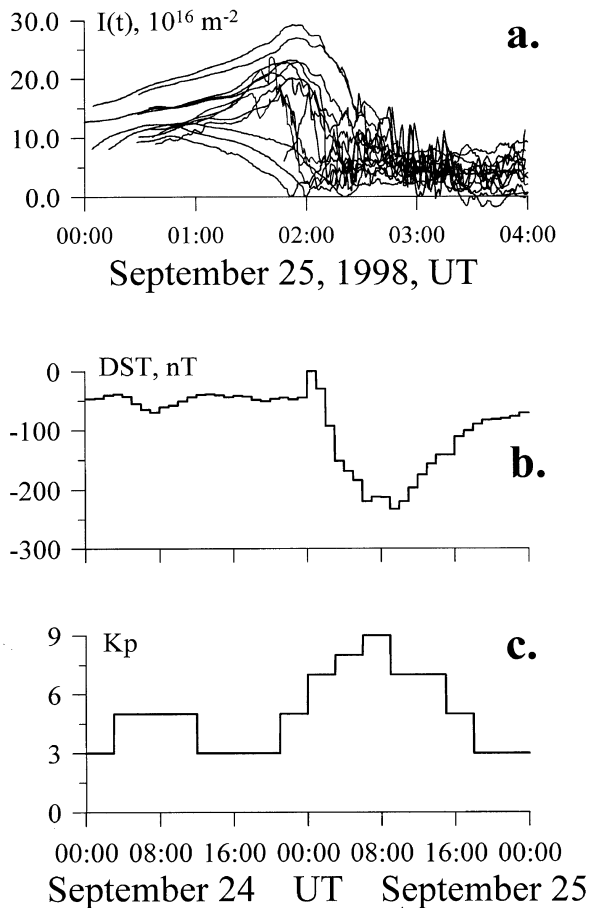 I(t), 10¹⁶ m⁻²
a.
30.0
20.0
10.0
0.0
00:00 01:00 02:00 03:00 04:00
September 25, 1998, UT
DST, nT
0
-100
-200
-300
b.
Kp
c.
9
6
3
0
00:00 08:00 16:00 00:00 08:00 16:00 00:00
September 24 UT September 25